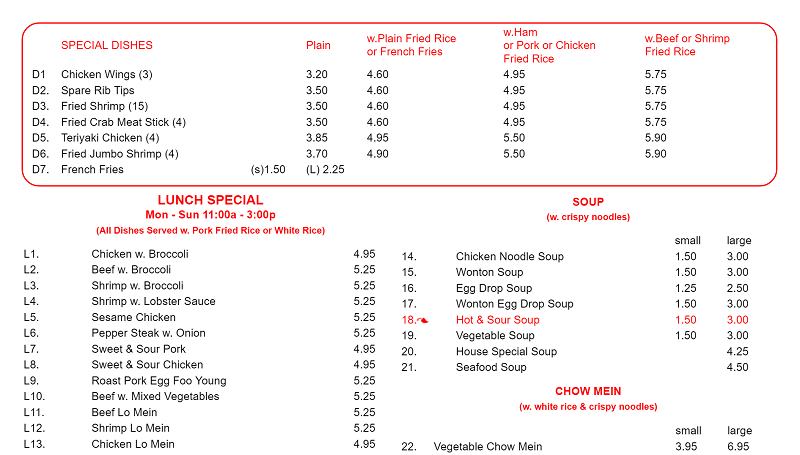 SPECIAL DISHES Plain w.Plain Fried Rice or French Fries w.Ham or Pork or Chicken Fried Rice w.Beef or Shrimp Fried Rice
D1 Chicken Wings (3) 3.20 4.60 4.95 5.75
D2. Spare Rib Tips 3.50 4.60 4.95 5.75
D3. Fried Shrimp (15) 3.50 4.60 4.95 5.75
D4. Fried Crab Meat Stick (4) 3.50 4.60 4.95 5.75
D5. Teriyaki Chicken (4) 3.85 4.95 5.50 5.90
D6. Fried Jumbo Shrimp (4) 3.70 4.90 5.50 5.90
D7. French Fries (s)1.50 (L) 2.25
LUNCH SPECIAL
Mon - Sun 11:00a - 3:00p
(All Dishes Served w. Pork Fried Rice or White Rice)
L1. Chicken w. Broccoli 4.95
L2. Beef w. Broccoli 5.25
L3. Shrimp w. Broccoli 5.25
L4. Shrimp w. Lobster Sauce 5.25
L5. Sesame Chicken 5.25
L6. Pepper Steak w. Onion 5.25
L7. Sweet & Sour Pork 4.95
L8. Sweet & Sour Chicken 4.95
L9. Roast Pork Egg Foo Young 5.25
L10. Beef w. Mixed Vegetables 5.25
L11. Beef Lo Mein 5.25
L12. Shrimp Lo Mein 5.25
L13. Chicken Lo Mein 4.95
SOUP
(w. crispy noodles)
small large
14. Chicken Noodle Soup 1.50 3.00
15. Wonton Soup 1.50 3.00
16. Egg Drop Soup 1.25 2.50
17. Wonton Egg Drop Soup 1.50 3.00
18. Hot & Sour Soup 1.50 3.00
19. Vegetable Soup 1.50 3.00
20. House Special Soup 4.25
21. Seafood Soup 4.50
CHOW MEIN
(w. white rice & crispy noodles)
small large
22. Vegetable Chow Mein 3.95 6.95